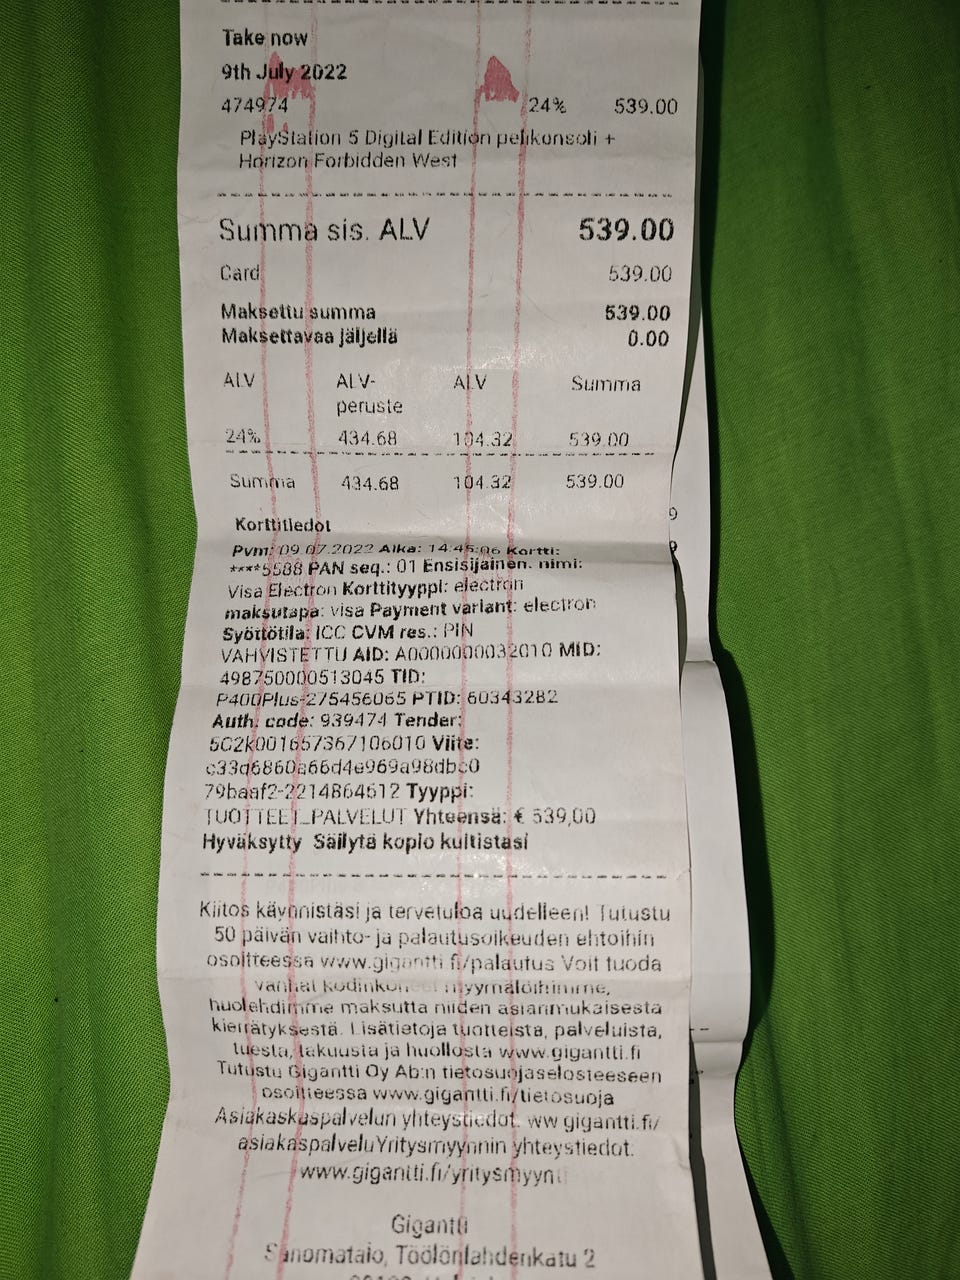 Take now
9th July 2022
474974 24% 539.00
PlayStation 5 Digital Edition pelikonsoli +
Horizon Forbidden West
Summa sis. ALV 539.00
Card 539.00
Maksettu summa 539.00
Maksettavaa jäljellä 0.00
ALV ALV- ALV Summa
peruste
24% 434.68 104.32 539.00
Summa 434.68 104.32 539.00
Korttitiedot
Pvm: 09.07.2022 Aika: 14:45:06 Kortti:
****5588 PAN seq.: 01 Ensisijainen. nimi:
Visa Electron Korttityyppi: electron
maksutapa: visa Payment variant: electron
Syöttötila: ICC CVM res.: PIN
VAHVISTETTU AID: A0000000032010 MID:
498750000513045 TID:
P400Plus-275456065 PTID: 60343282
Auth. code: 939474 Tender:
5C2k001657367106010 Viite:
79baaf2-2214864612 Tyyppi:
TUOTTEET_PALVELUT Yhteensä: € 539,00
Hyväksytty Säilytä kopio kuitistasi
Kiitos käynnistäsi ja tervetuloa uudelleen! Tutustu
50 päivän vaihto- ja palautusoikeuden ehtoihin
osoitteessa www.gigantti.fi/palautus Voit tuoda
vanhat myymälöihimme,
huolehdimme maksutta niiden asianmukaisesta
kierrätyksestä. Lisätietoja tuotteista, palveluista,
tuesta, takuusta ja huollosta www.gigantti.fi
Tutustu Gigantti Oy Ab:n tietosuojaselosteeseen
osoitteessa www.gigantti.fi/tietosuoja
Asiakaskaspalvelun yhteystiedot: ww gigantti.fi/
asiakaspalveluYritysmyynnin yhteystiedot:
www.gigantti.fi/yritysmyynt
Gigantti
Sanomatalo, Töölönlahdenkatu 2